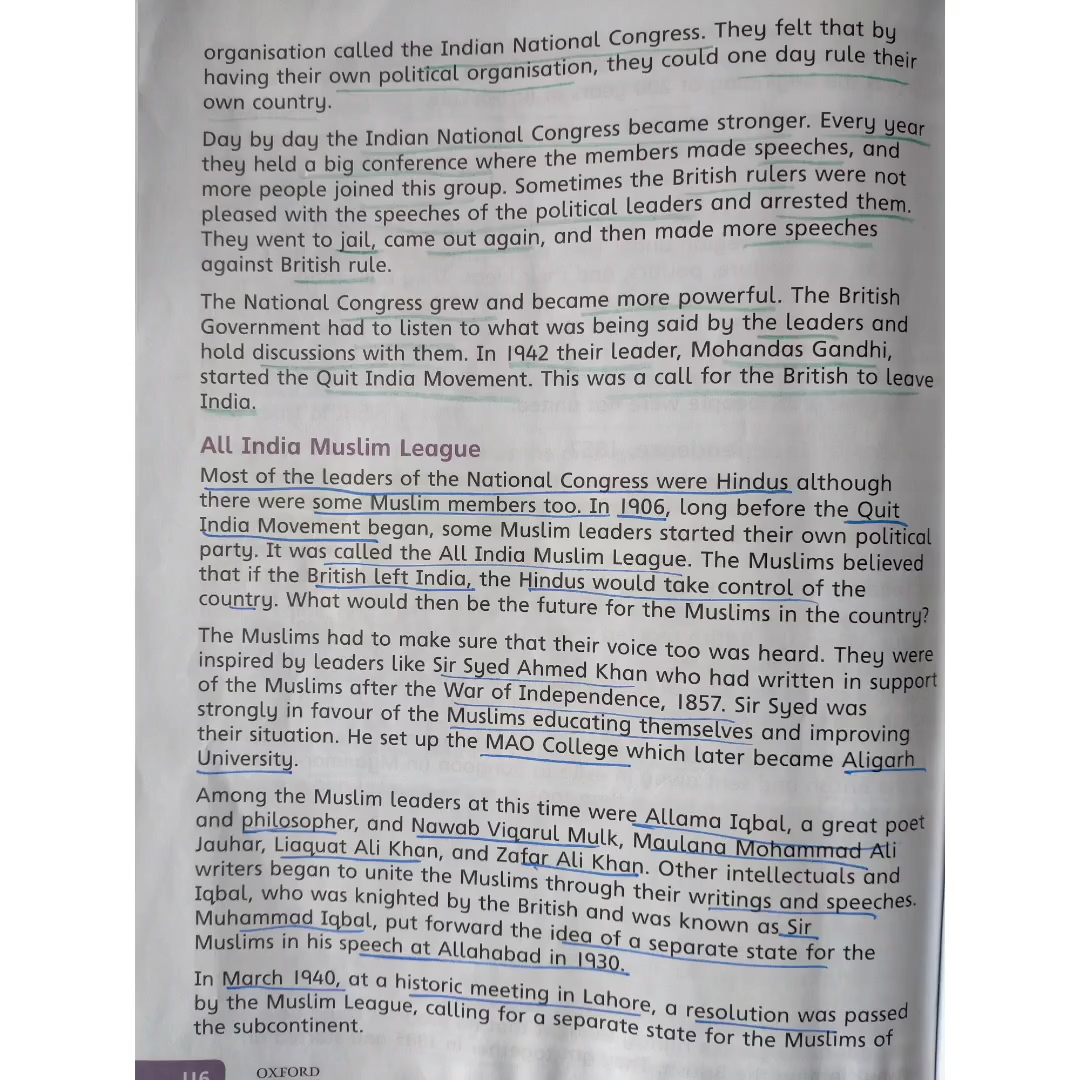 organisation called the Indian National Congress. They felt that by
having their own political organisation, they could one day rule their
own country.
Day by day the Indian National Congress became stronger. Every year
they held a big conference where the members made speeches, and
more people joined this group. Sometimes the British rulers were not
pleased with the speeches of the political leaders and arrested them.
They went to jail, came out again, and then made more speeches
against British rule.
The National Congress grew and became more powerful. The British
Government had to listen to what was being said by the leaders and
hold discussions with them. In 1942 their leader, Mohandas Gandhi,
started the Quit India Movement. This was a call for the British to leave
India.
All India Muslim League
Most of the leaders of the National Congress were Hindus although
there were some Muslim members too. In 1906, long before the Quit
India Movement began, some Muslim leaders started their own political
party. It was called the All India Muslim League. The Muslims believed
that if the British left India, the Hindus would take control of the
country. What would then be the future for the Muslims in the country?
The Muslims had to make sure that their voice too was heard. They were
inspired by leaders like Sir Syed Ahmed Khan who had written in support
of the Muslims after the War of Independence, 1857. Sir Syed was
strongly in favour of the Muslims educating themselves and improving
their situation. He set up the MAO College which later became Aligarh
University.
Among the Muslim leaders at this time were Allama Iqbal, a great poet
and philosopher, and Nawab Viqarul Mulk, Maulana Mohammad Ali
Jauhar, Liaquat Ali Khan, and Zafar Ali Khan. Other intellectuals and
writers began to unite the Muslims through their writings and speeches.
Iqbal, who was knighted by the British and was known as Sir
Muhammad Iqbal, put forward the idea of a separate state for the
Muslims in his speech at Allahabad in 1930.
In March 1940, at a historic meeting in Lahore, a resolution was passed
by the Muslim League, calling for a separate state for the Muslims of
the subcontinent.
116
OXFORD